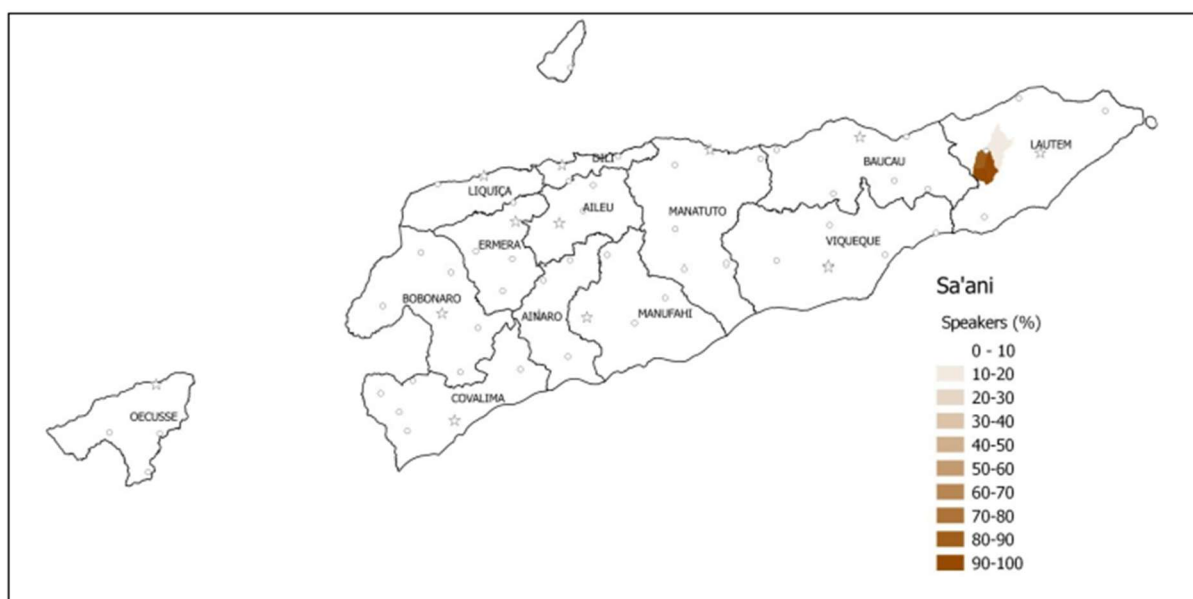 LAUTEM
DILI
BAUCAU
LIQUIÇA
AILEU
MANATUTO
ERMERA
VIQUEQUE
BOBONARO
AINARO
MANUFAHI
COVALIMA
OECUSSE
Sa'ani
Speakers (%)
0 - 10
10-20
20-30
30-40
40-50
50-60
60-70
70-80
80-90
90-100